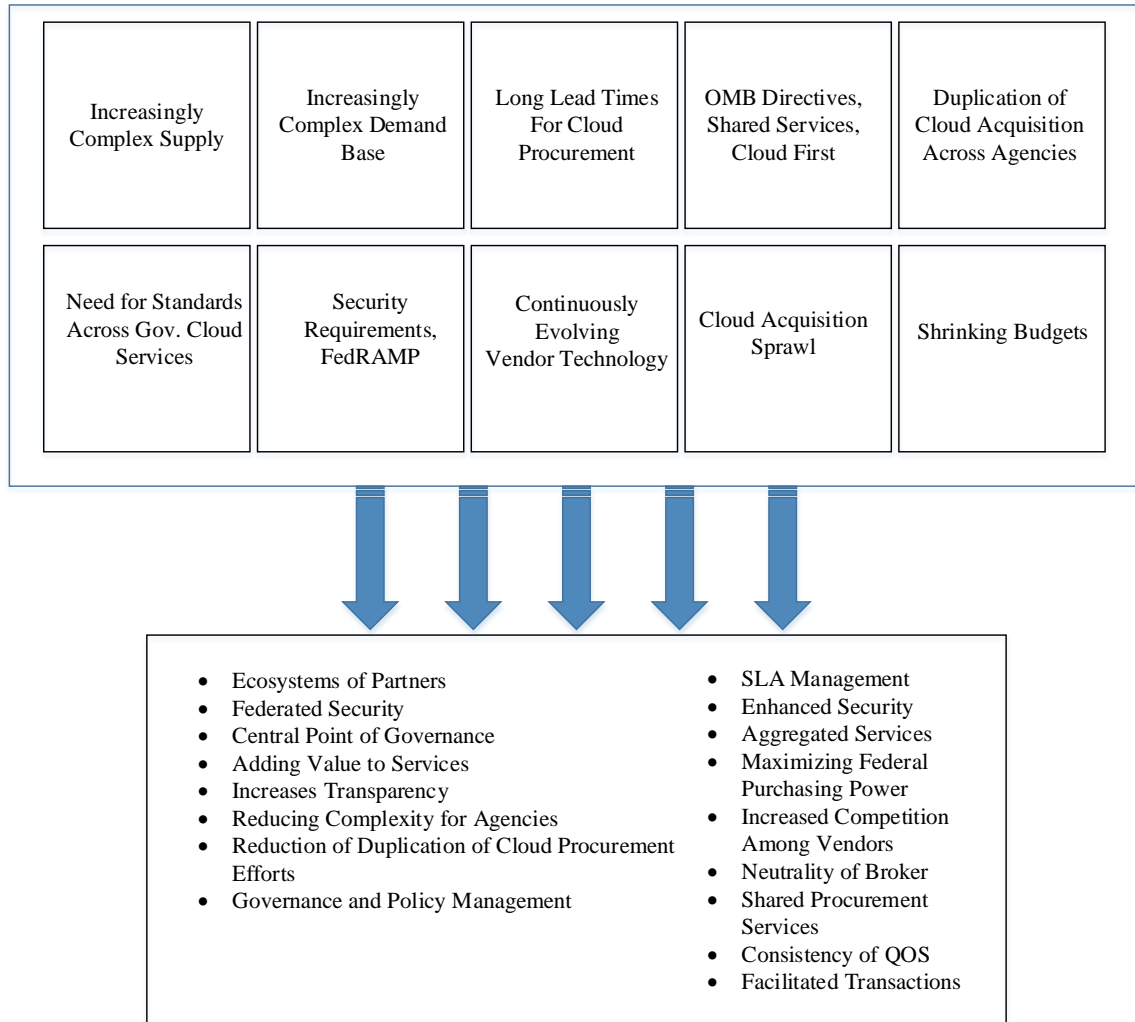 Increasingly
Complex Supply
Increasingly
Complex Demand
Base
Long Lead Times
For Cloud
Procurement
OMB Directives,
Shared Services,
Cloud First
Duplication of
Cloud Acquisition
Across Agencies
Need for Standards
Across Gov. Cloud
Services
Security
Requirements,
FedRAMP
Continuously
Evolving
Vendor Technology
Cloud Acquisition
Sprawl
Shrinking Budgets
• Ecosystems of Partners
• Federated Security
• Central Point of Governance
• Adding Value to Services
• Increases Transparency
• Reducing Complexity for Agencies
• Reduction of Duplication of Cloud Procurement
Efforts
• Governance and Policy Management
• SLA Management
• Enhanced Security
• Aggregated Services
• Maximizing Federal
Purchasing Power
• Increased Competition
Among Vendors
• Neutrality of Broker
• Shared Procurement
Services
• Consistency of QOS
• Facilitated Transactions